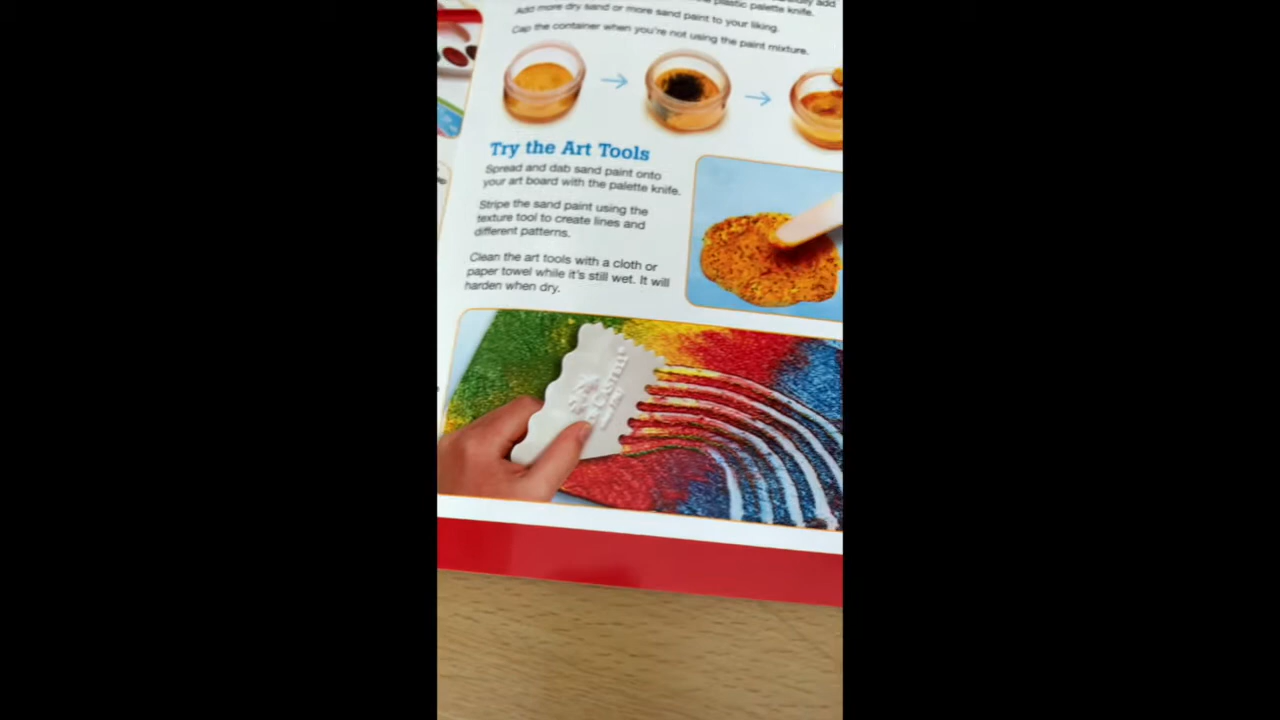 plastic palette knife.
Add more dry sand or more sand paint to your liking.
Cap the container when you're not using the paint mixture.
Try the Art Tools
Spread and dab sand paint onto
your art board with the palette knife.
Stripe the sand paint using the
texture tool to create lines and
different patterns.
Clean the art tools with a cloth or
paper towel while it's still wet. It will
harden when dry.